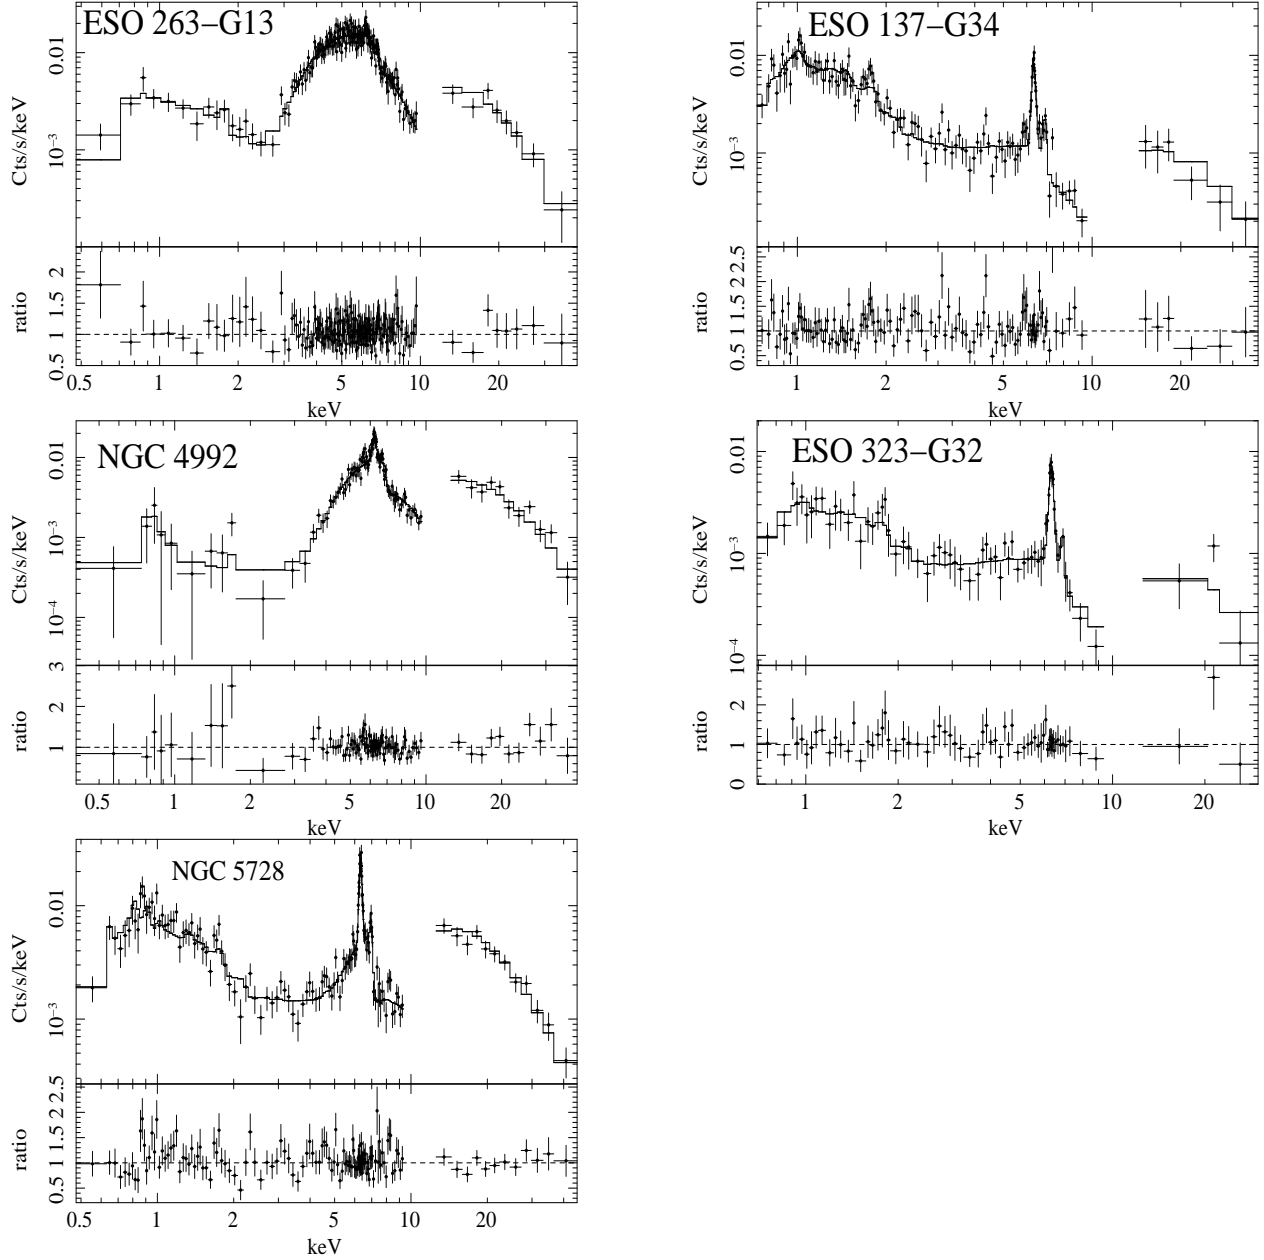 ESO 263−G13
Cts/s/keV
0.01
10−3
ratio
2
1.5
1
0.5
0.5 1 2 5 10 20
keV
ESO 137−G34
Cts/s/keV
0.01
10−3
ratio
2.5
2
1.5
1
0.5
1 2 5 10 20
keV
NGC 4992
Cts/s/keV
0.01
10−3
10−4
ratio
3
2
1
0.5 1 2 5 10 20
keV
ESO 323−G32
Cts/s/keV
0.01
10−3
10−4
ratio
2
1
0
1 2 5 10 20
keV
NGC 5728
Cts/s/keV
0.01
10−3
ratio
2.5
2
1.5
1
0.5
0.5 1 2 5 10 20
keV